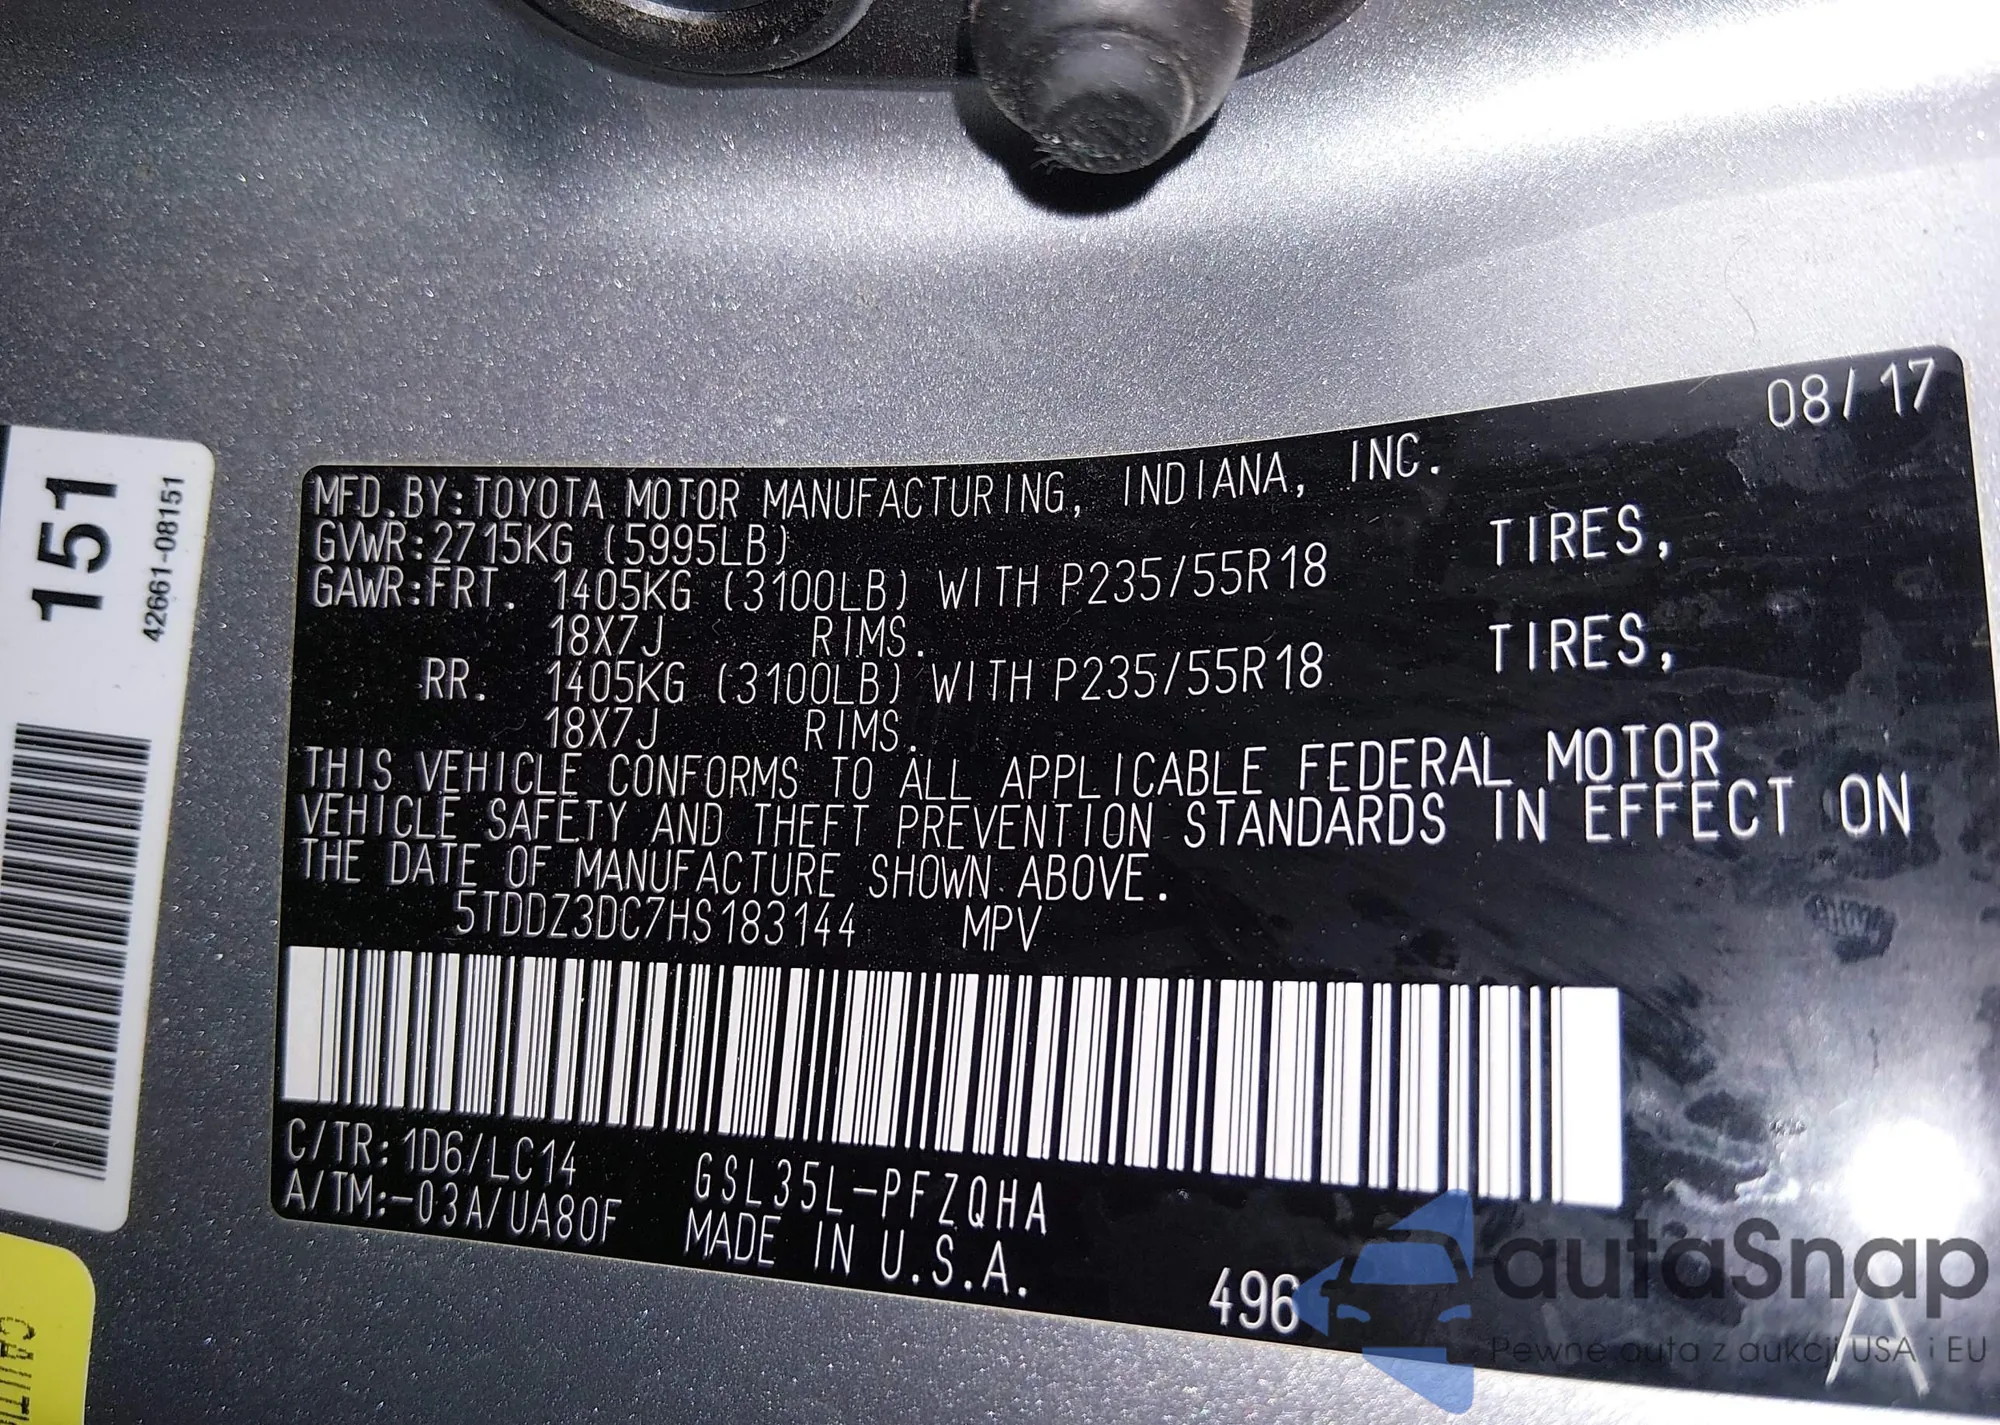 08/17
MFD.BY:TOYOTA MOTOR MANUFACTURING, INDIANA, INC.
GVWR:2715KG (5995LB)
GAWR:FRT. 1405KG (3100LB) WITH P235/55R18 TIRES,
18X7J RIMS.
RR. 1405KG (3100LB) WITH P235/55R18 TIRES,
18X7J RIMS.
THIS VEHICLE CONFORMS TO ALL APPLICABLE FEDERAL MOTOR
VEHICLE SAFETY AND THEFT PREVENTION STANDARDS IN EFFECT ON
THE DATE OF MANUFACTURE SHOWN ABOVE.
5TDDZ3DC7HS183144 MPV
C/TR:1D6/LC14 GSL35L-PFZQHA
A/TM:-03A/UA80F MADE IN U.S.A.
496
A
151
42661-08151
autaSnap
Pewne auta z aukcji USA i EU